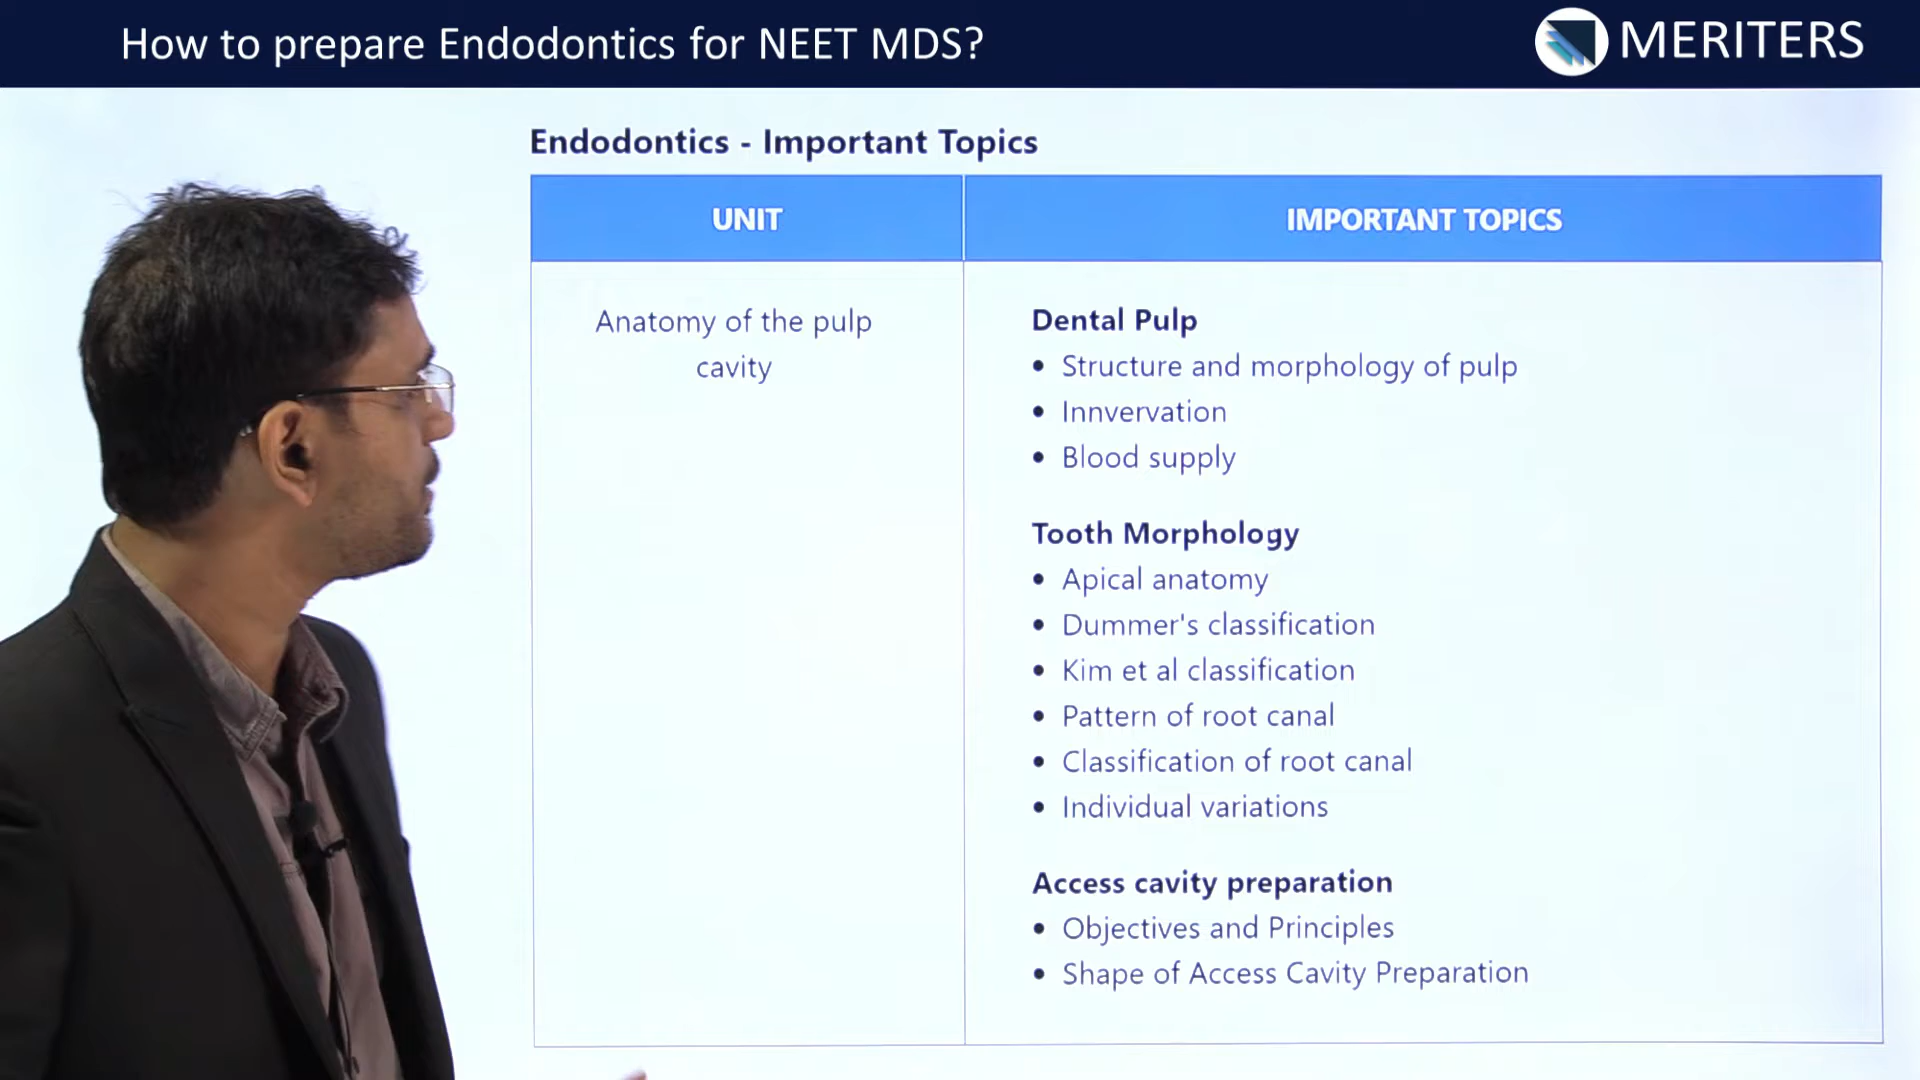 How to prepare Endodontics for NEET MDS?
MERITERS
Endodontics - Important Topics
UNIT
IMPORTANT TOPICS
Anatomy of the pulp
cavity
Dental Pulp
• Structure and morphology of pulp
• Innvervation
• Blood supply
Tooth Morphology
• Apical anatomy
• Dummer's classification
• Kim et al classification
• Pattern of root canal
• Classification of root canal
• Individual variations
Access cavity preparation
• Objectives and Principles
• Shape of Access Cavity Preparation